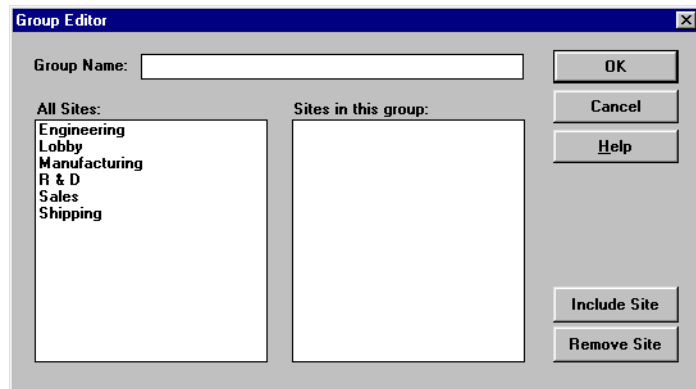 Group Editor
Group Name:
OK
All Sites:
Sites in this group:
Cancel
Engineering
Lobby
Help
Manufacturing
R & D
Sales
Shipping
Include Site
Remove Site